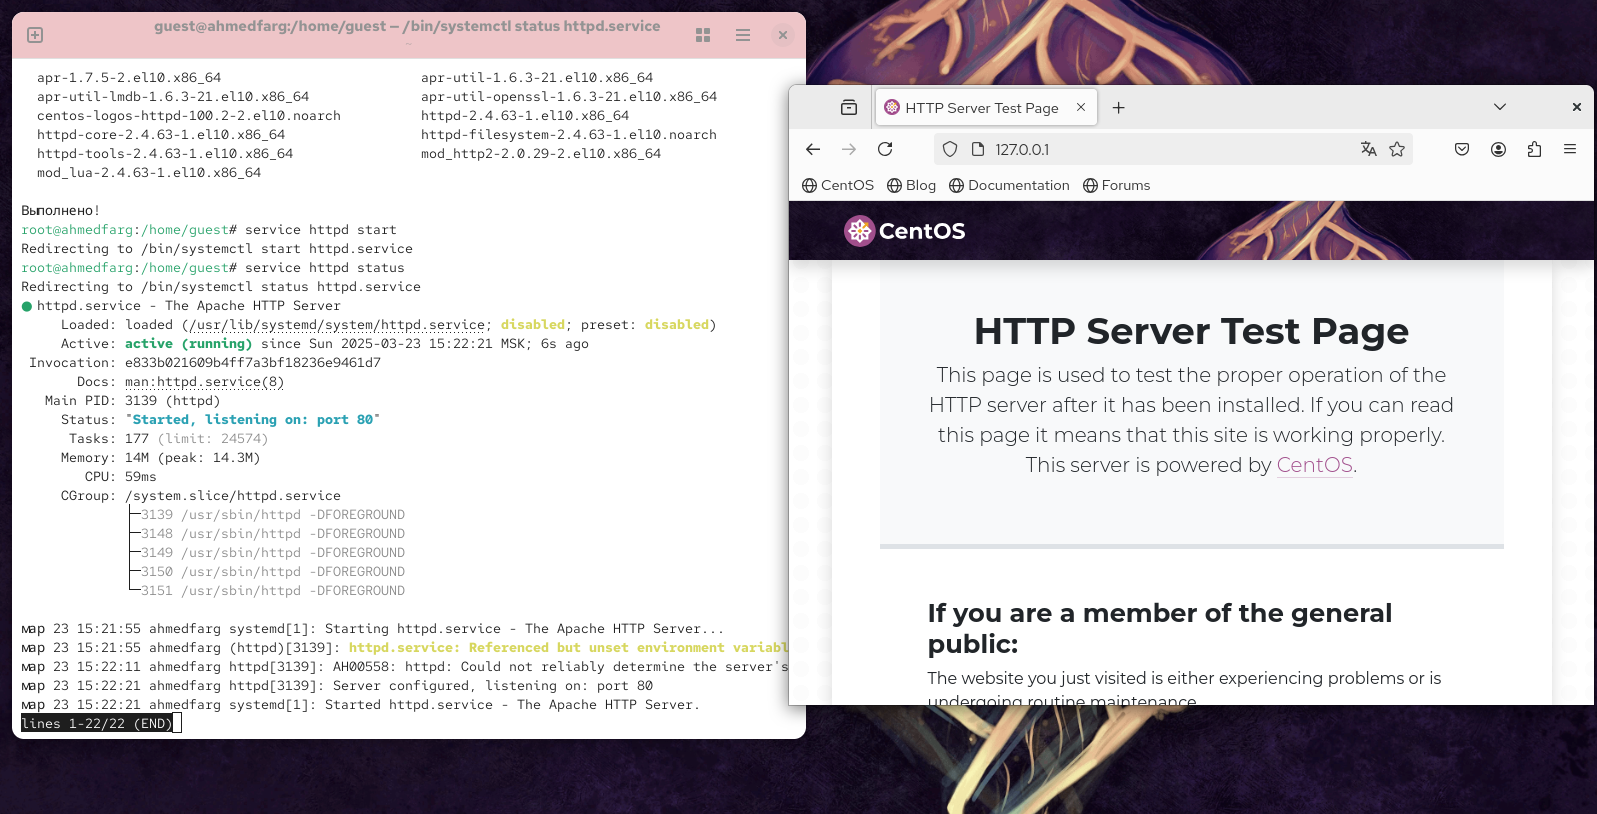 guest@ahmedfarg:/home/guest — /bin/systemctl status httpd.service
apr-1.7.5-2.el10.x86_64 apr-util-1.6.3-21.el10.x86_64
apr-util-lmdb-1.6.3-21.el10.x86_64 apr-util-openssl-1.6.3-21.el10.x86_64
centos-logos-httpd-100.2-2.el10.noarch httpd-2.4.63-1.el10.x86_64
httpd-core-2.4.63-1.el10.x86_64 httpd-filesystem-2.4.63-1.el10.noarch
httpd-tools-2.4.63-1.el10.x86_64 mod_http2-2.0.29-2.el10.x86_64
mod_lua-2.4.63-1.el10.x86_64
Выполнено!
root@ahmedfarg:/home/guest# service httpd start
Redirecting to /bin/systemctl start httpd.service
root@ahmedfarg:/home/guest# service httpd status
Redirecting to /bin/systemctl status httpd.service
● httpd.service - The Apache HTTP Server
Loaded: loaded (/usr/lib/systemd/system/httpd.service; disabled; preset: disabled)
Active: active (running) since Sun 2025-03-23 15:22:21 MSK; 6s ago
Invocation: e833b021609b4ff7a3bf18236e9461d7
Docs: man:httpd.service(8)
Main PID: 3139 (httpd)
Status: "Started, listening on: port 80"
Tasks: 177 (limit: 24574)
Memory: 14M (peak: 14.3M)
CPU: 59ms
CGroup: /system.slice/httpd.service
├─3139 /usr/sbin/httpd -DFOREGROUND
├─3148 /usr/sbin/httpd -DFOREGROUND
├─3149 /usr/sbin/httpd -DFOREGROUND
├─3150 /usr/sbin/httpd -DFOREGROUND
└─3151 /usr/sbin/httpd -DFOREGROUND
мар 23 15:21:55 ahmedfarg systemd[1]: Starting httpd.service - The Apache HTTP Server...
мар 23 15:21:55 ahmedfarg (httpd)[3139]: httpd.service: Referenced but unset environment variabl
мар 23 15:22:11 ahmedfarg httpd[3139]: AH00558: httpd: Could not reliably determine the server's
мар 23 15:22:21 ahmedfarg httpd[3139]: Server configured, listening on: port 80
мар 23 15:22:21 ahmedfarg systemd[1]: Started httpd.service - The Apache HTTP Server.
lines 1-22/22 (END)
HTTP Server Test Page
127.0.0.1
CentOS Blog Documentation Forums
CentOS
HTTP Server Test Page
This page is used to test the proper operation of the
HTTP server after it has been installed. If you can read
this page it means that this site is working properly.
This server is powered by CentOS.
If you are a member of the general
public:
The website you just visited is either experiencing problems or is
undergoing routine maintenance